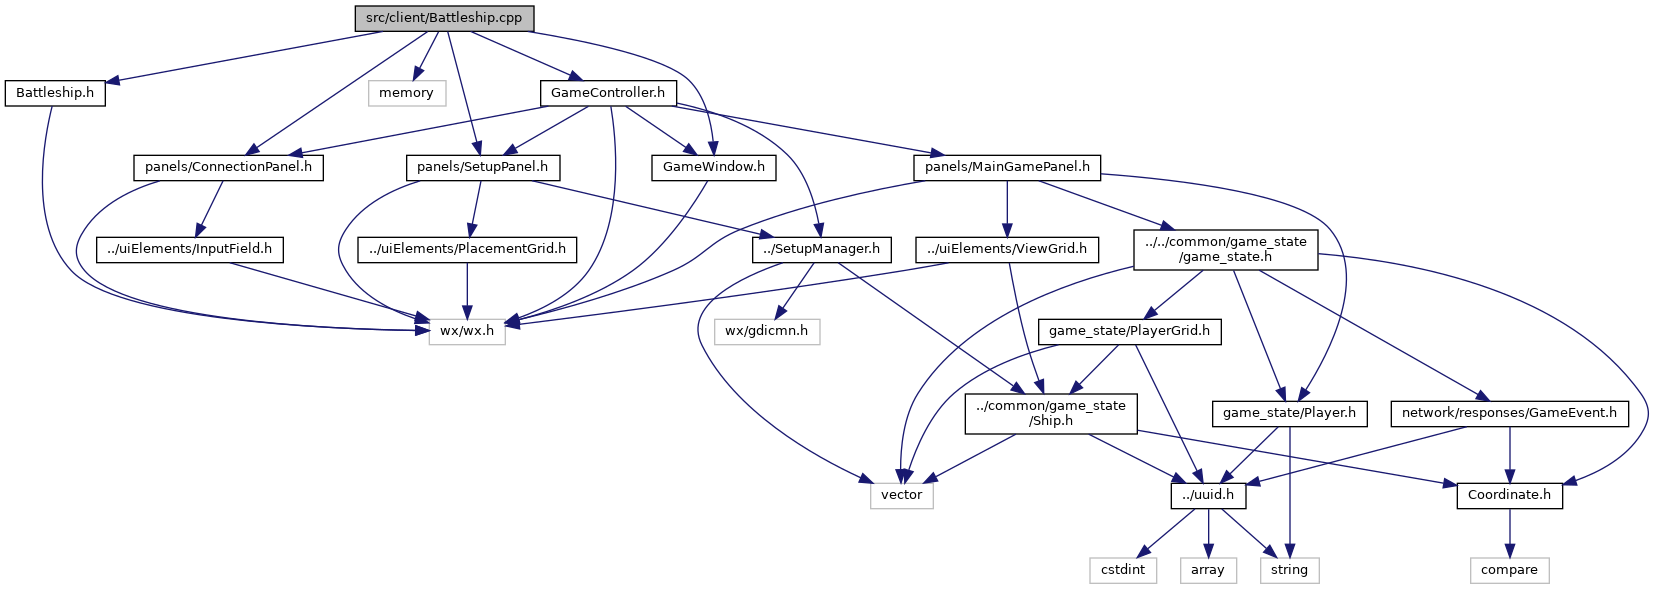 src/client/Battleship.cpp
Battleship.h
memory
GameController.h
panels/ConnectionPanel.h
panels/SetupPanel.h
GameWindow.h
panels/MainGamePanel.h
../uiElements/InputField.h
../uiElements/PlacementGrid.h
../SetupManager.h
../uiElements/ViewGrid.h
../../common/game_state
/game_state.h
wx/wx.h
wx/gdicmn.h
game_state/PlayerGrid.h
../common/game_state
/Ship.h
game_state/Player.h
network/responses/GameEvent.h
vector
../uuid.h
Coordinate.h
cstdint
array
string
compare